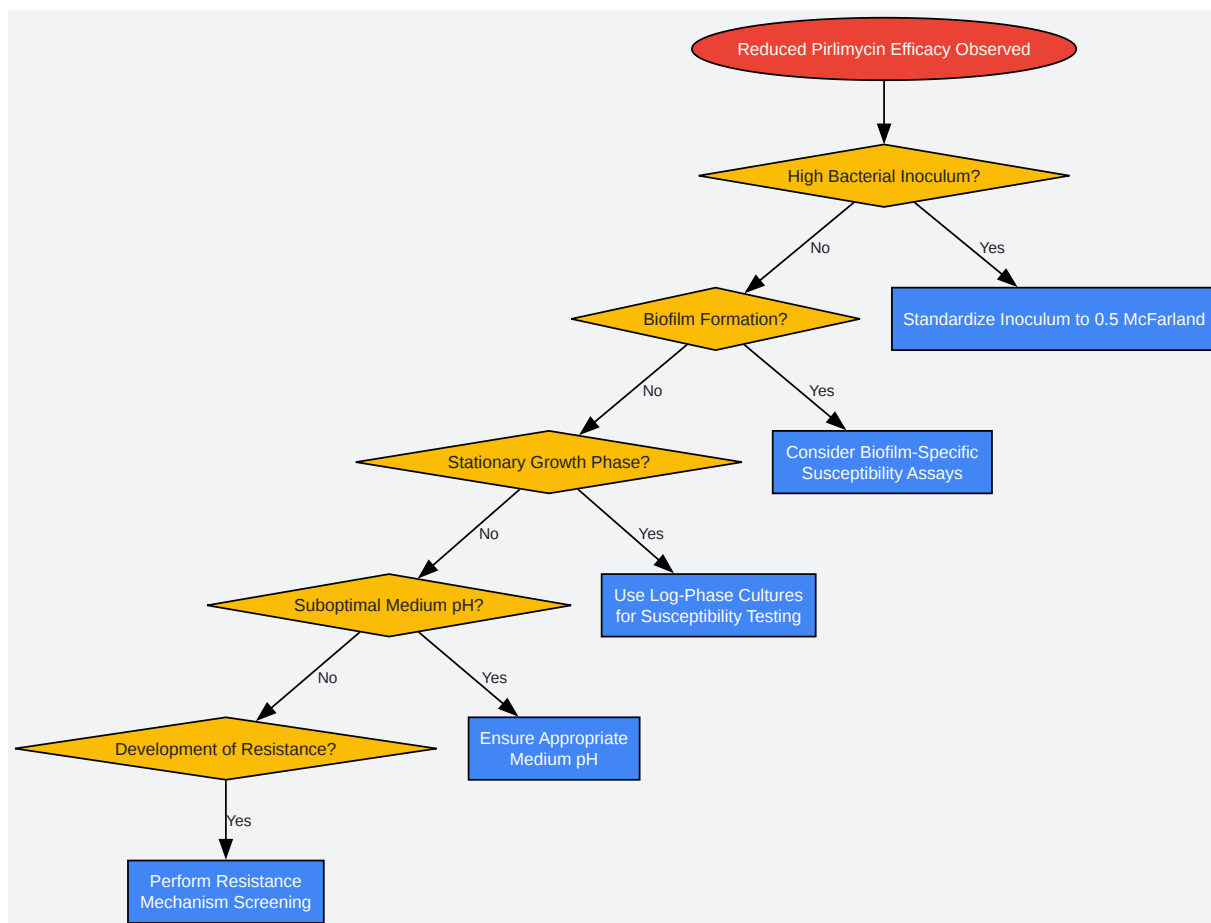 Reduced Pirlimycin Efficacy Observed
High Bacterial Inoculum?
No
Yes
Biofilm Formation?
Standardize Inoculum to 0.5 McFarland
No
Yes
Stationary Growth Phase?
Consider Biofilm-Specific
Susceptibility Assays
No
Yes
Suboptimal Medium pH?
Use Log-Phase Cultures
for Susceptibility Testing
No
Yes
Development of Resistance?
Ensure Appropriate
Medium pH
Yes
Perform Resistance
Mechanism Screening